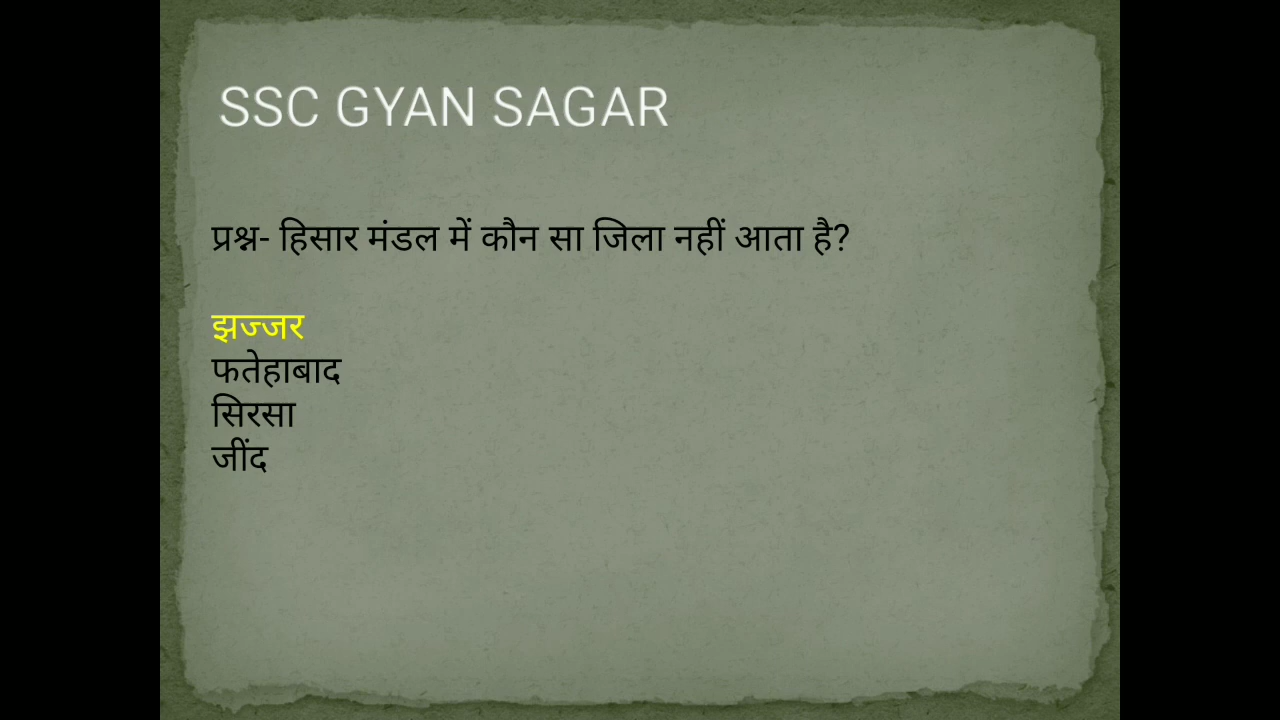 SSC GYAN SAGAR
प्रश्न- हिसार मंडल में कौन सा जिला नहीं आता है?
झज्जर
फतेहाबाद
सिरसा
जींद